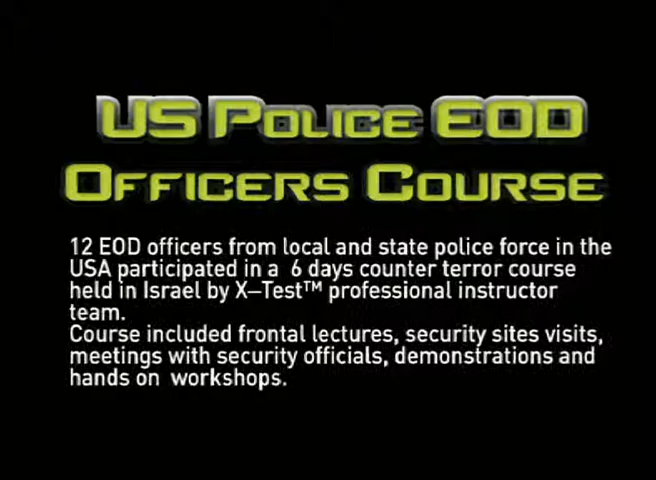 US Police EOD
Officers Course
12 EOD officers from local and state police force in the
USA participated in a 6 days counter terror course
held in Israel by X–Test™ professional instructor
team.
Course included frontal lectures, security sites visits,
meetings with security officials, demonstrations and
hands on workshops.